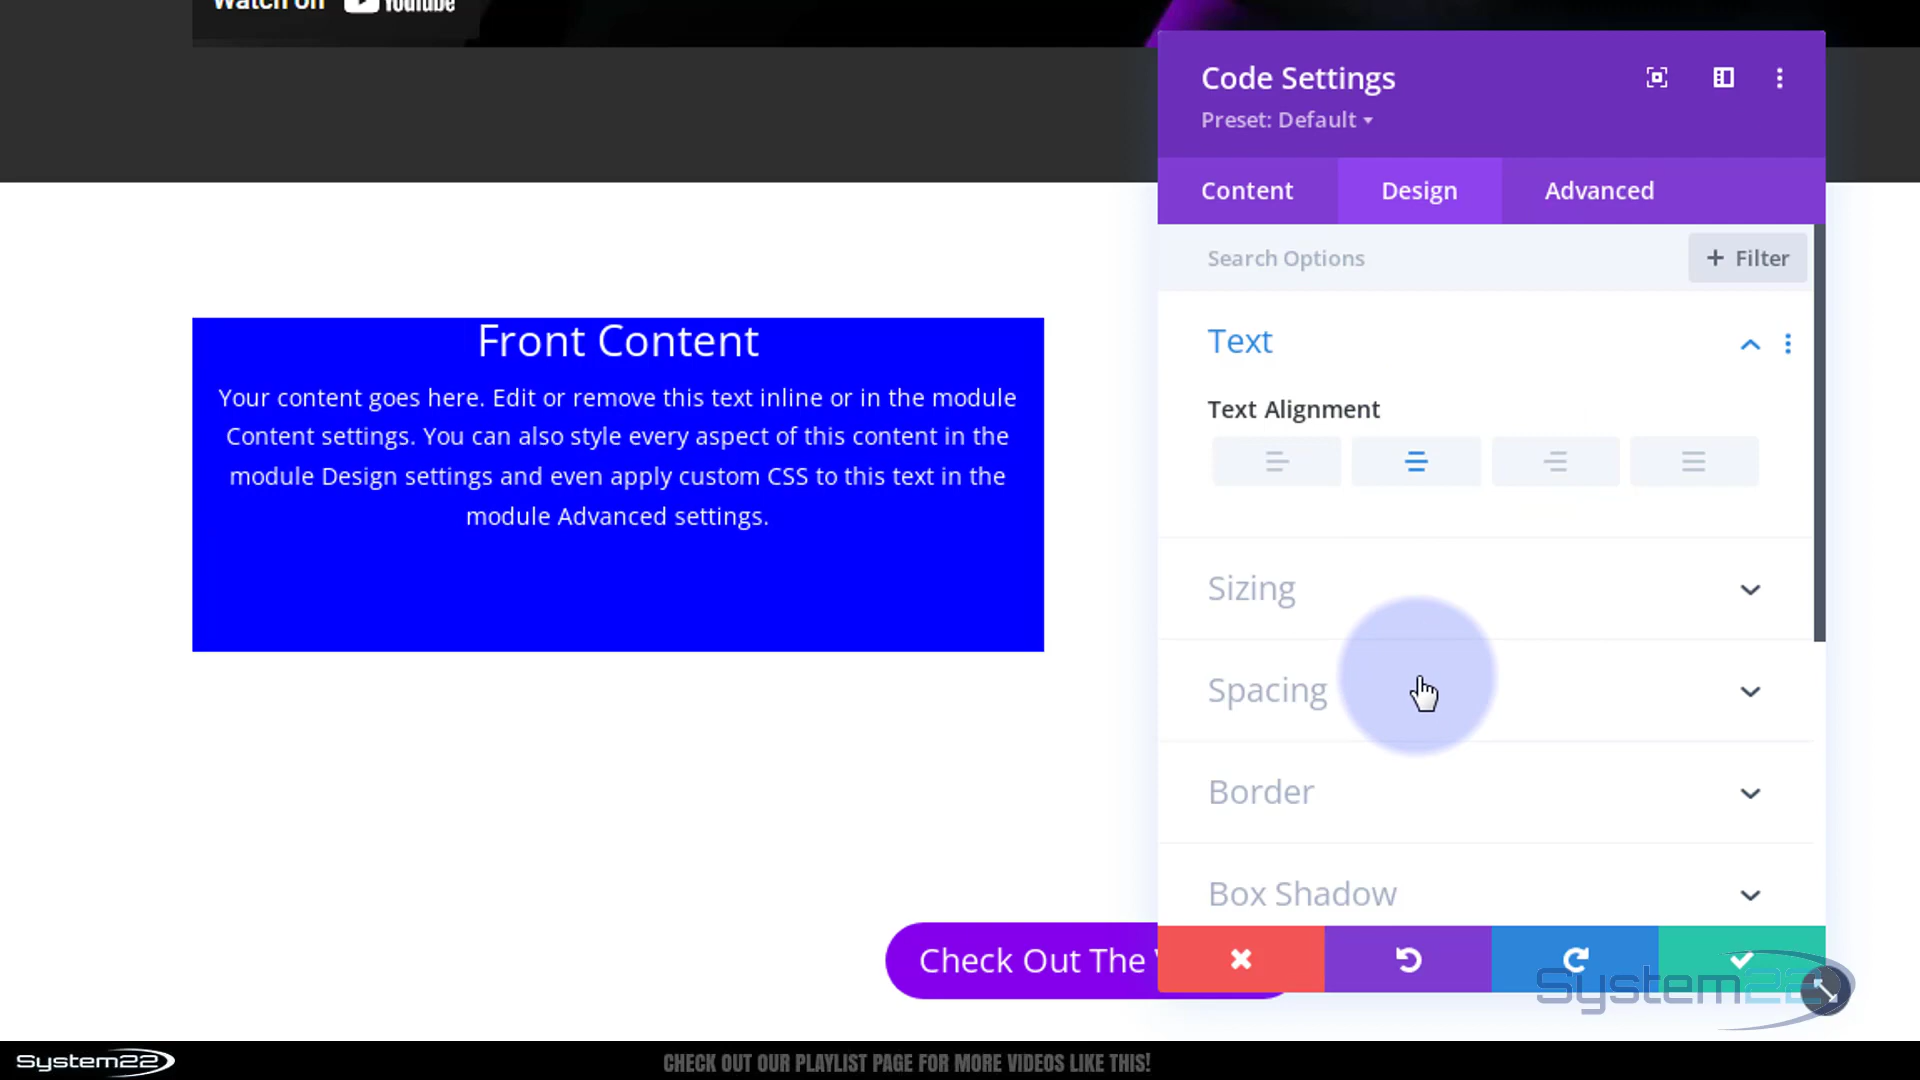 Watch on YouTube
Code Settings
Preset: Default
Content
Design
Advanced
Search Options
+ Filter
Front Content
Your content goes here. Edit or remove this text inline or in the module
Content settings. You can also style every aspect of this content in the
module Design settings and even apply custom CSS to this text in the
module Advanced settings.
Text
Text Alignment
Sizing
Spacing
Border
Box Shadow
Check Out The
System22
System22
CHECK OUT OUR PLAYLIST PAGE FOR MORE VIDEOS LIKE THIS!